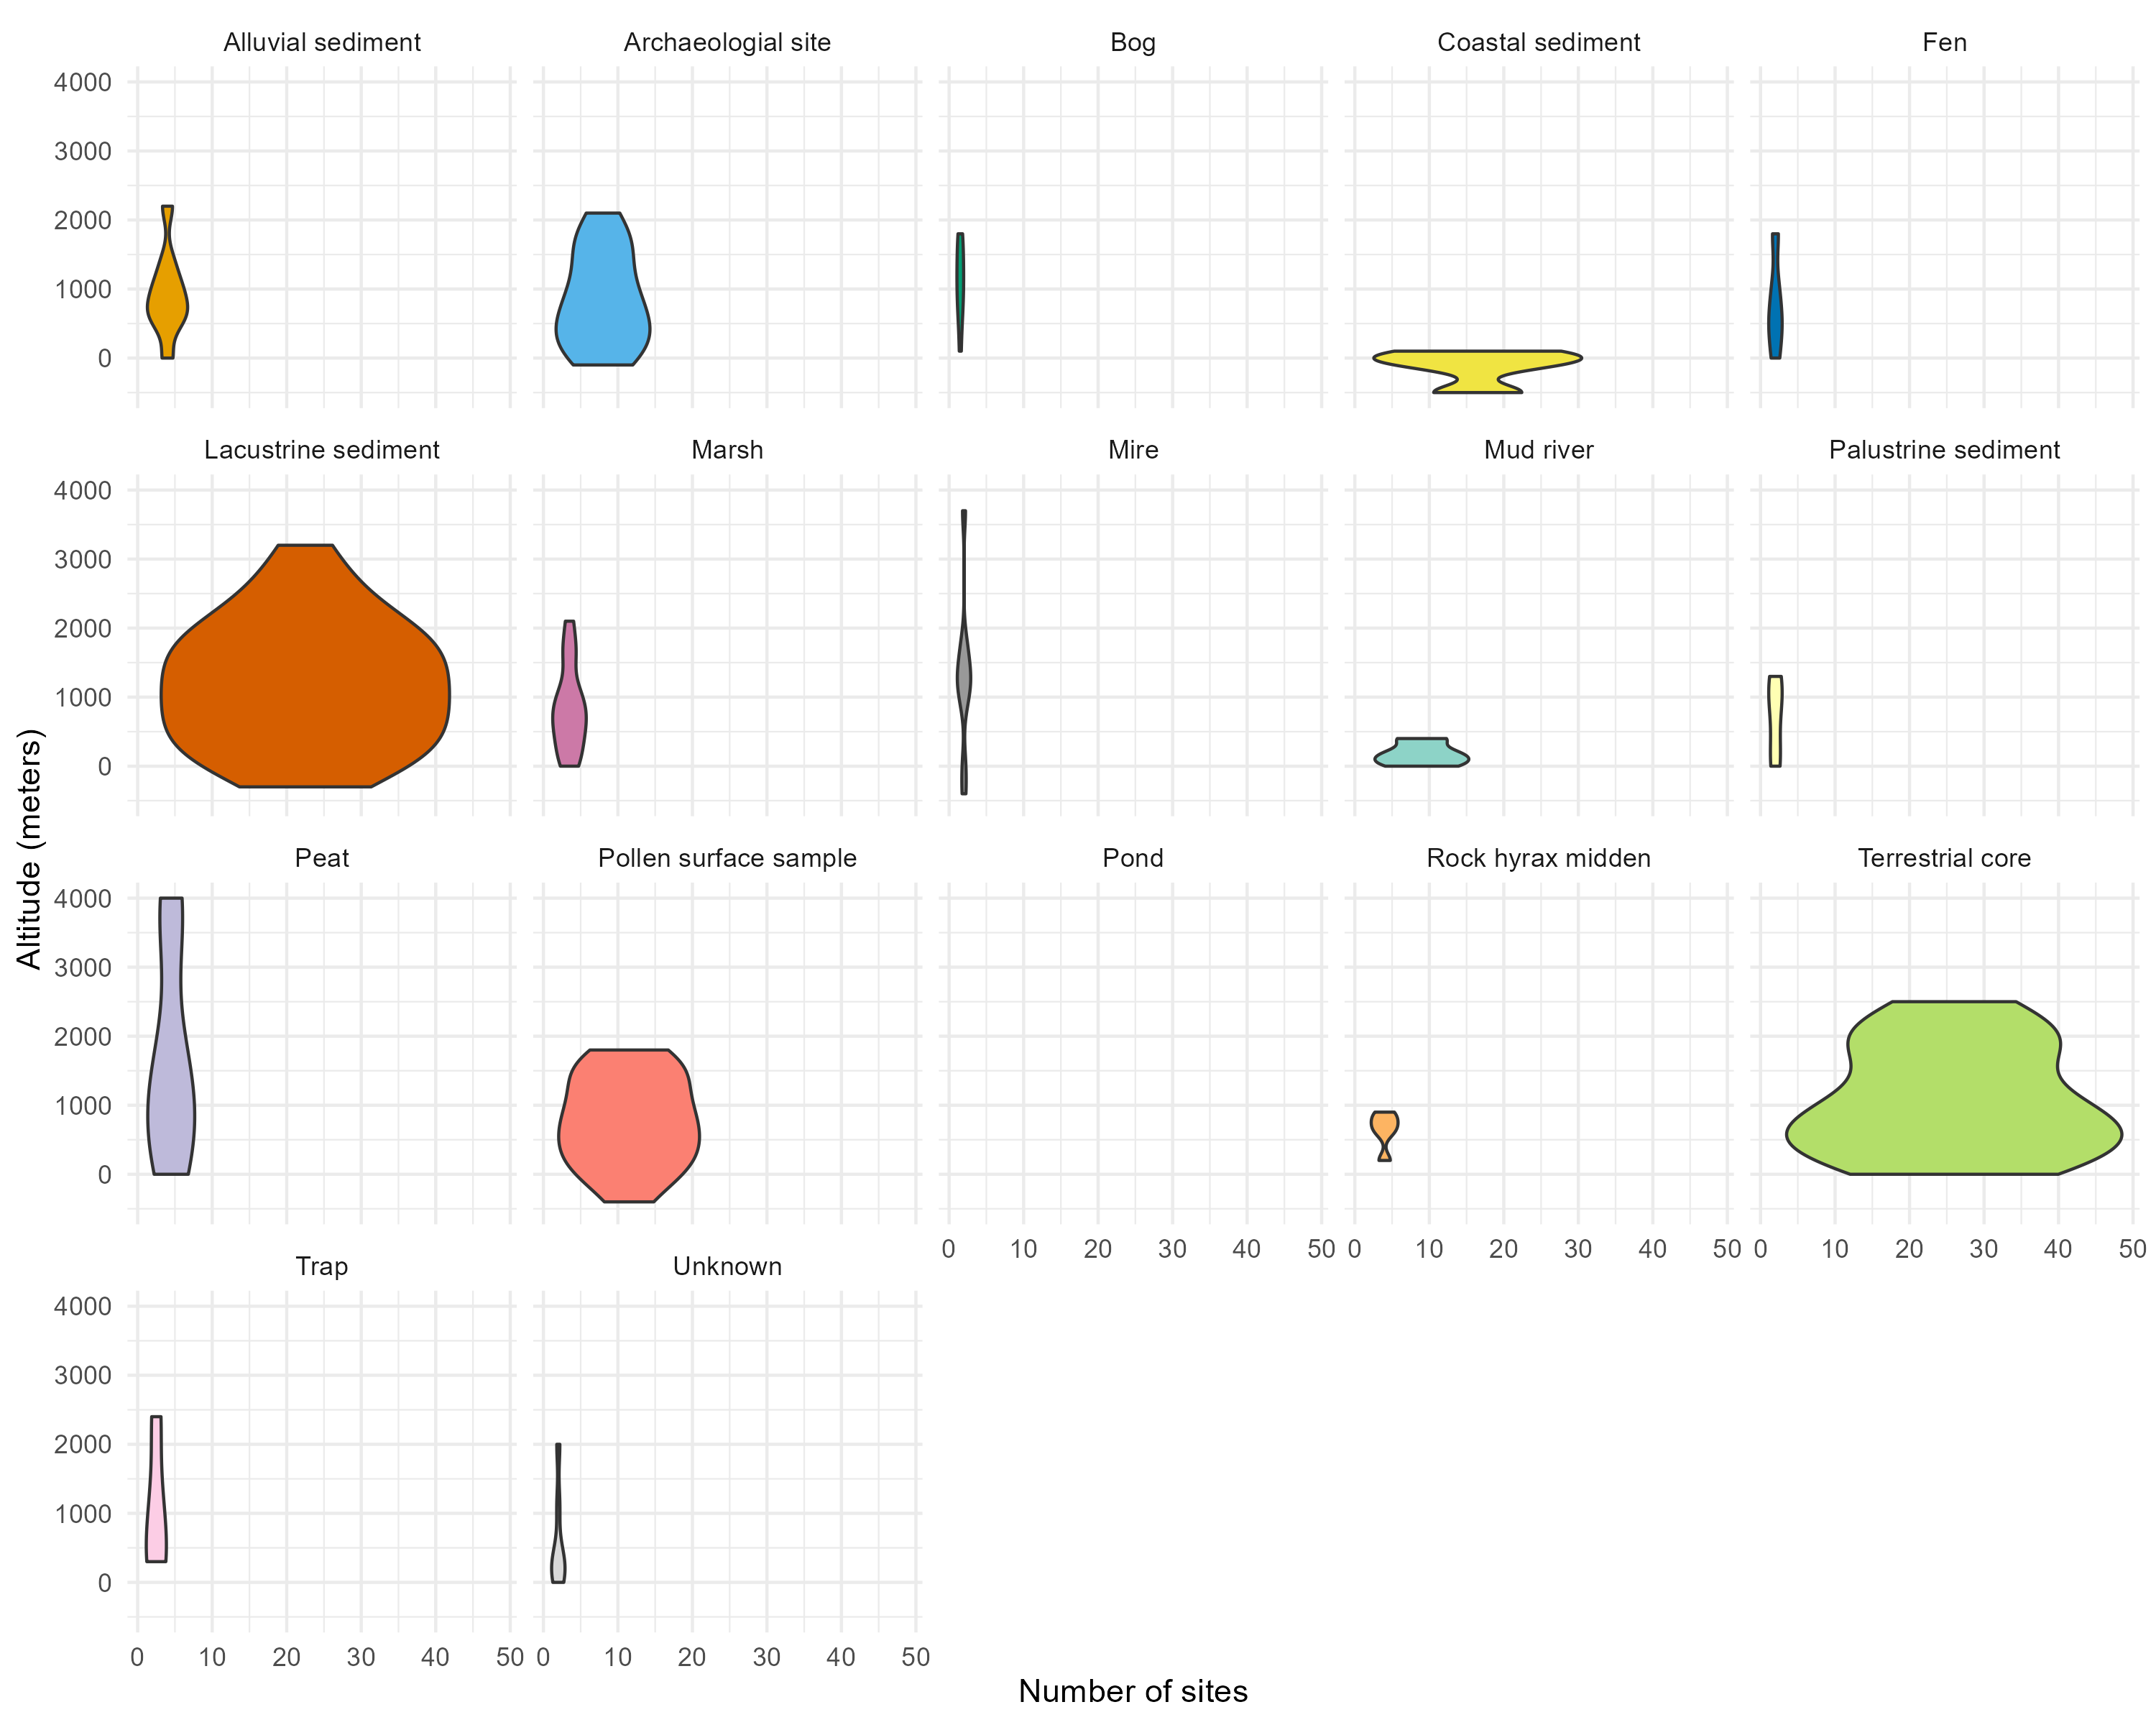 Alluvial sediment Archaeologial site Bog Coastal sediment Fen
4000
3000
2000
1000
0
Lacustrine sediment Marsh Mire Mud river Palustrine sediment
4000
3000
2000
1000
0
Peat Pollen surface sample Pond Rock hyrax midden Terrestrial core
4000
3000
2000
1000
0
0 10 20 30 40 50 0 10 20 30 40 50 0 10 20 30 40 50
Trap Unknown
4000
3000
2000
1000
0
0 10 20 30 40 50 0 10 20 30 40 50
Altitude (meters)
Number of sites